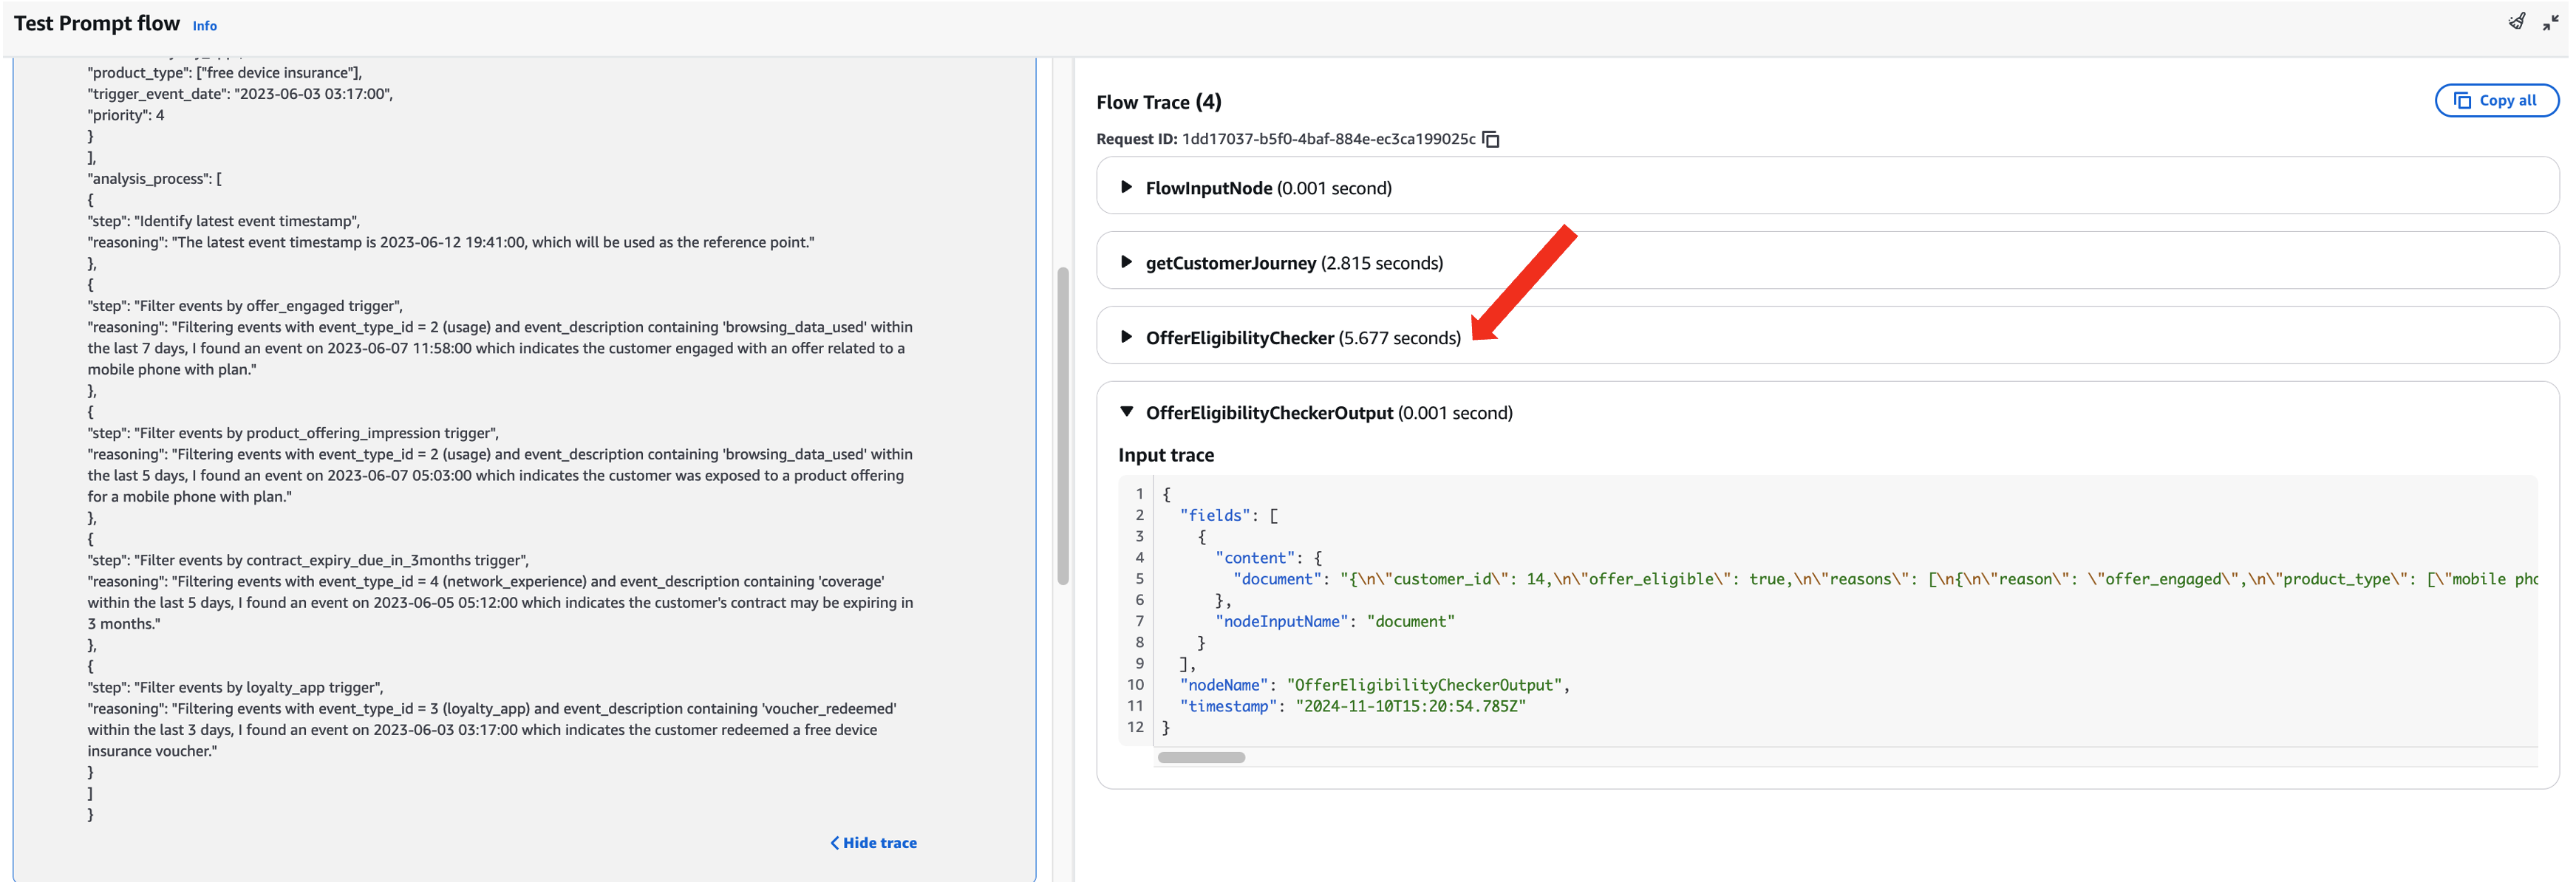 Test Prompt flow Info
"product_type": ["free device insurance"],
"trigger_event_date": "2023-06-03 03:17:00",
"priority": 4
}
],
"analysis_process": [
{
"step": "Identify latest event timestamp",
"reasoning": "The latest event timestamp is 2023-06-12 19:41:00, which will be used as the reference point."
},
{
"step": "Filter events by offer_engaged trigger",
"reasoning": "Filtering events with event_type_id = 2 (usage) and event_description containing 'browsing_data_used' within
the last 7 days, I found an event on 2023-06-07 11:58:00 which indicates the customer engaged with an offer related to a
mobile phone with plan."
},
{
"step": "Filter events by product_offering_impression trigger",
"reasoning": "Filtering events with event_type_id = 2 (usage) and event_description containing 'browsing_data_used' within
the last 5 days, I found an event on 2023-06-07 05:03:00 which indicates the customer was exposed to a product offering
for a mobile phone with plan."
},
{
"step": "Filter events by contract_expiry_due_in_3months trigger",
"reasoning": "Filtering events with event_type_id = 4 (network_experience) and event_description containing 'coverage'
within the last 5 days, I found an event on 2023-06-05 05:12:00 which indicates the customer's contract may be expiring in
3 months."
},
{
"step": "Filter events by loyalty_app trigger",
"reasoning": "Filtering events with event_type_id = 3 (loyalty_app) and event_description containing 'voucher_redeemed'
within the last 3 days, I found an event on 2023-06-03 03:17:00 which indicates the customer redeemed a free device
insurance voucher."
}
]
}
Hide trace
Flow Trace (4)
Copy all
Request ID: 1dd17037-b5f0-4baf-884e-ec3ca199025c
FlowInputNode (0.001 second)
getCustomerJourney (2.815 seconds)
OfferEligibilityChecker (5.677 seconds)
OfferEligibilityCheckerOutput (0.001 second)
Input trace
1 {
2 "fields": [
3 {
4 "content": {
5 "document": "{\n\"customer_id\": 14,\n\"offer_eligible\": true,\n\"reasons\": [\n{\n\"reason\": \"offer_engaged\",\n\"product_type\": [\"mobile pho
6 },
7 "nodeInputName": "document"
8 }
9 ],
10 "nodeName": "OfferEligibilityCheckerOutput",
11 "timestamp": "2024-11-10T15:20:54.785Z"
12 }